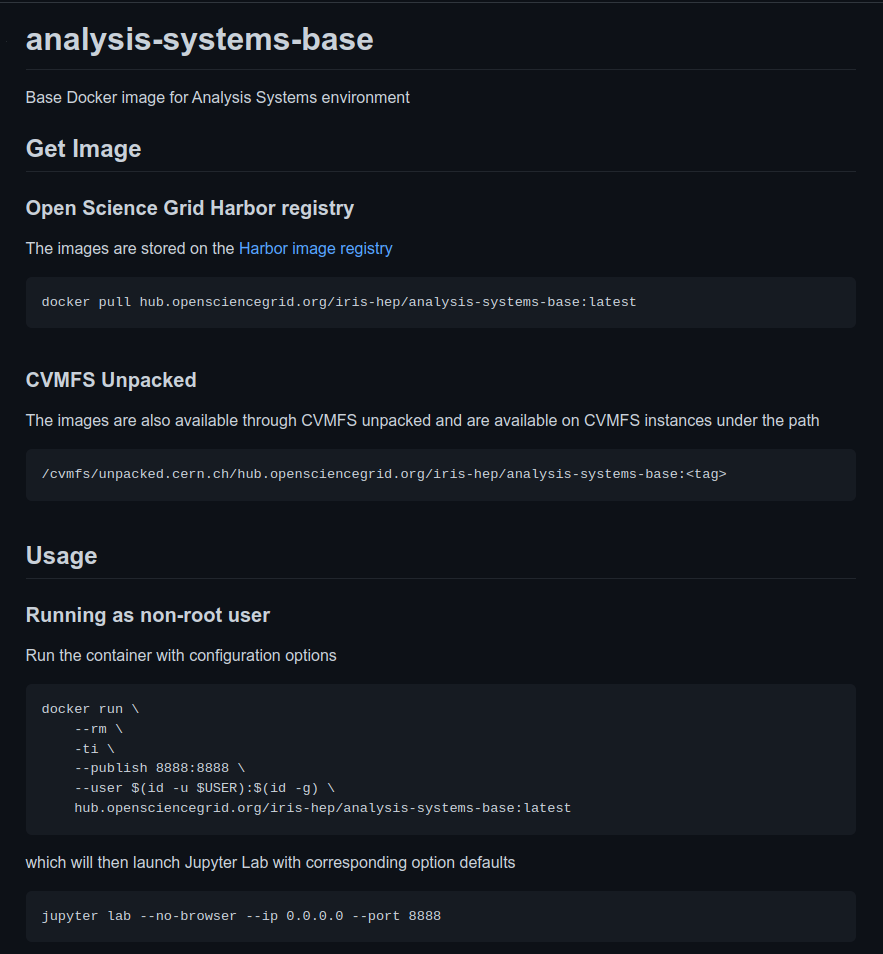 analysis-systems-base
Base Docker image for Analysis Systems environment
Get Image
Open Science Grid Harbor registry
The images are stored on the Harbor image registry
docker pull hub.opensciencegrid.org/iris-hep/analysis-systems-base:latest
CVMFS Unpacked
The images are also available through CVMFS unpacked and are available on CVMFS instances under the path
/cvmfs/unpacked.cern.ch/hub.opensciencegrid.org/iris-hep/analysis-systems-base:<tag>
Usage
Running as non-root user
Run the container with configuration options
docker run \
    --rm \
    -ti \
    --publish 8888:8888 \
    --user $(id -u $USER):$(id -g) \
    hub.opensciencegrid.org/iris-hep/analysis-systems-base:latest
which will then launch Jupyter Lab with corresponding option defaults
jupyter lab --no-browser --ip 0.0.0.0 --port 8888